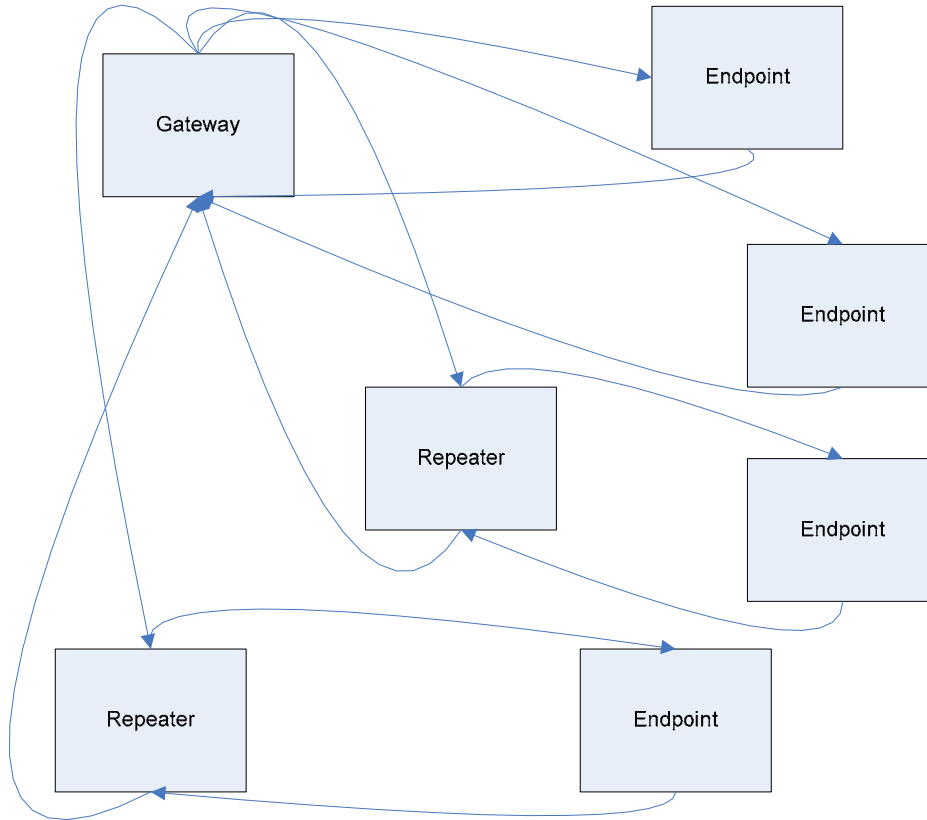 Endpoint
Gateway
Endpoint
Repeater
Endpoint
Repeater
Endpoint